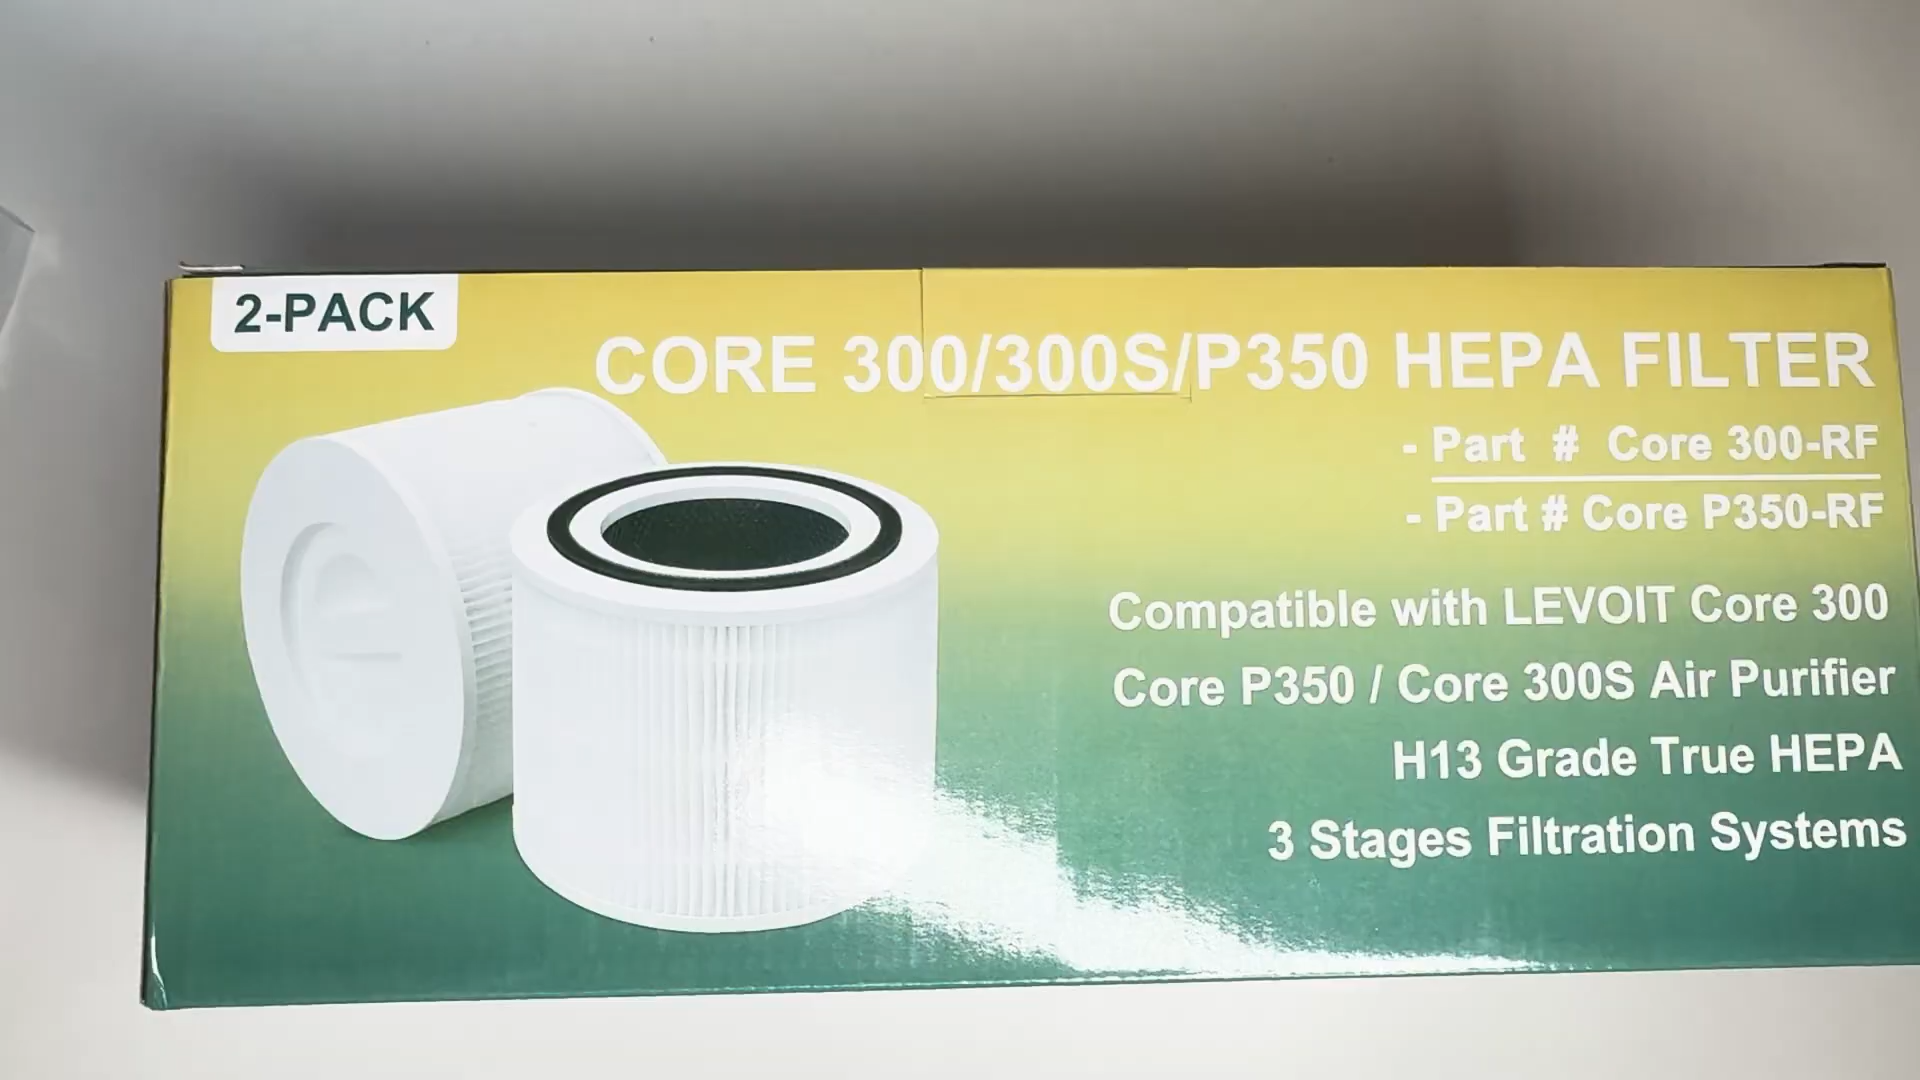 2-PACK
CORE 300/300S/P350 HEPA FILTER
- Part # Core 300-RF
- Part # Core P350-RF
Compatible with LEVOIT Core 300
Core P350 / Core 300S Air Purifier
H13 Grade True HEPA
3 Stages Filtration Systems